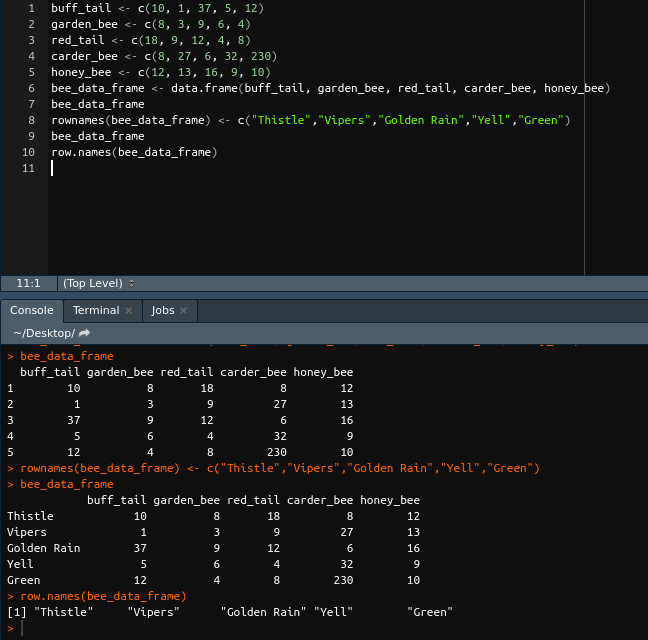 1 buff_tail <- c(10, 1, 37, 5, 12)
2 garden_bee <- c(8, 3, 9, 6, 4)
3 red_tail <- c(18, 9, 12, 4, 8)
4 carder_bee <- c(8, 27, 6, 32, 230)
5 honey_bee <- c(12, 13, 16, 9, 10)
6 bee_data_frame <- data.frame(buff_tail, garden_bee, red_tail, carder_bee, honey_bee)
7 bee_data_frame
8 rownames(bee_data_frame) <- c("Thistle","Vipers","Golden Rain","Yell","Green")
9 bee_data_frame
10 row.names(bee_data_frame)
11
11:1 (Top Level)
Console Terminal Jobs
~/Desktop/
> bee_data_frame
  buff_tail garden_bee red_tail carder_bee honey_bee
1        10          8       18          8        12
2         1          3        9         27        13
3        37          9       12          6        16
4         5          6        4         32         9
5        12          4        8        230        10
> rownames(bee_data_frame) <- c("Thistle","Vipers","Golden Rain","Yell","Green")
> bee_data_frame
            buff_tail garden_bee red_tail carder_bee honey_bee
Thistle            10          8       18          8        12
Vipers              1          3        9         27        13
Golden Rain        37          9       12          6        16
Yell                5          6        4         32         9
Green              12          4        8        230        10
> row.names(bee_data_frame)
[1] "Thistle"     "Vipers"      "Golden Rain" "Yell"        "Green"
>